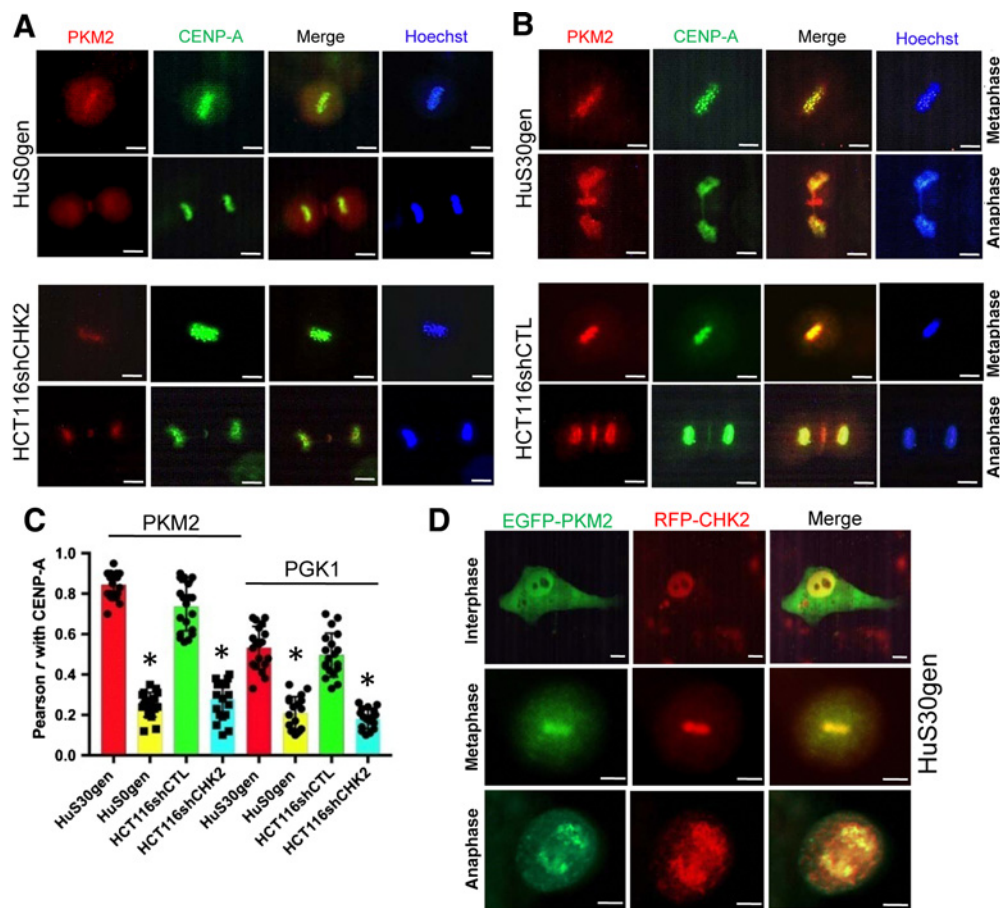 A
PKM2 CENP-A Merge Hoechst
HuS0gen
HCT116shCHK2
B
PKM2 CENP-A Merge Hoechst
HuS30gen
Metaphase
Anaphase
HCT116shCTL
Metaphase
Anaphase
C
PKM2
PGK1
Pearson r with CENP-A
1.0
0.8
0.6
0.4
0.2
0.0
* * * *
HuS30gen
HuS0gen
HCT116shCTL
HCT116shCHK2
HuS30gen
HuS0gen
HCT116shCTL
HCT116shCHK2
D
EGFP-PKM2 RFP-CHK2 Merge
Interphase
Metaphase
Anaphase
HuS30gen